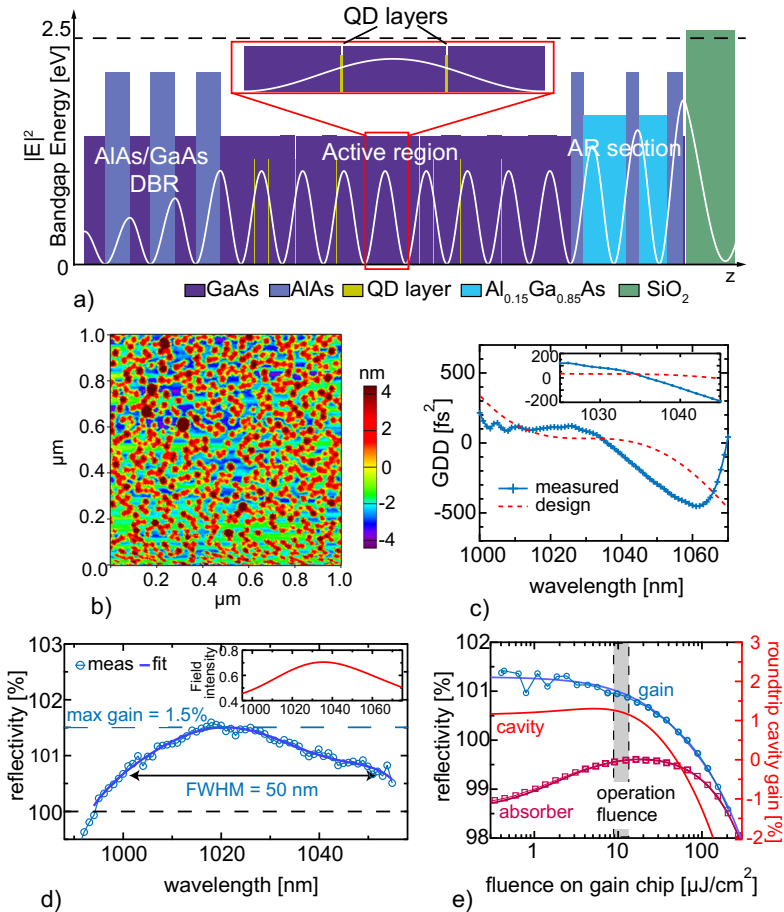 QD layers
2.5
|E|²
Bandgap Energy [eV]
AlAs/GaAs
DBR
Active region
AR section
0
z
a)
GaAs
AlAs
QD layer
Al₀.₁₅Ga₀.₈₅As
SiO₂
1.0
0.8
0.6
0.4
0.2
0.0
µm
0.2 0.4 0.6 0.8 1.0
µm
nm
4
2
0
-2
-4
b)
500
0
-500
GDD [fs²]
200
0
-200
1030 1040
measured
design
1000 1020 1040 1060
wavelength [nm]
c)
103
102
101
100
reflectivity [%]
meas fit
max gain = 1.5%
FWHM = 50 nm
0.8
0.6
0.4
Field
intensity
1000 1020 1040 1060
1000 1020 1040
wavelength [nm]
d)
102
101
100
99
98
reflectivity [%]
gain
cavity
absorber
operation
fluence
3
2
1
0
-1
-2
roundtrip cavity gain [%]
1 10 100
fluence on gain chip [µJ/cm²]
e)